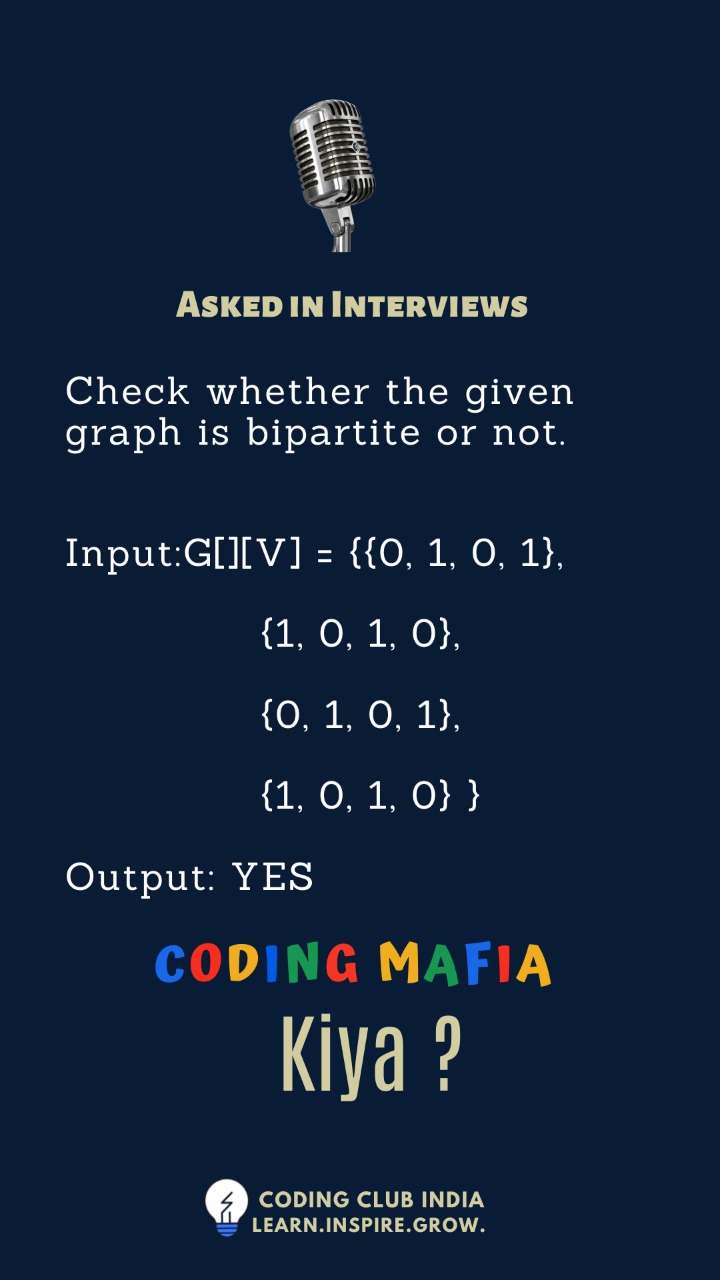 Asked in Interviews
Check whether the given
graph is bipartite or not.
Input:G[][V] = {{0, 1, 0, 1},
{1, 0, 1, 0},
{0, 1, 0, 1},
{1, 0, 1, 0} }
Output: YES
CODING MAFIA
Kiya ?
CODING CLUB INDIA
LEARN.INSPIRE.GROW.